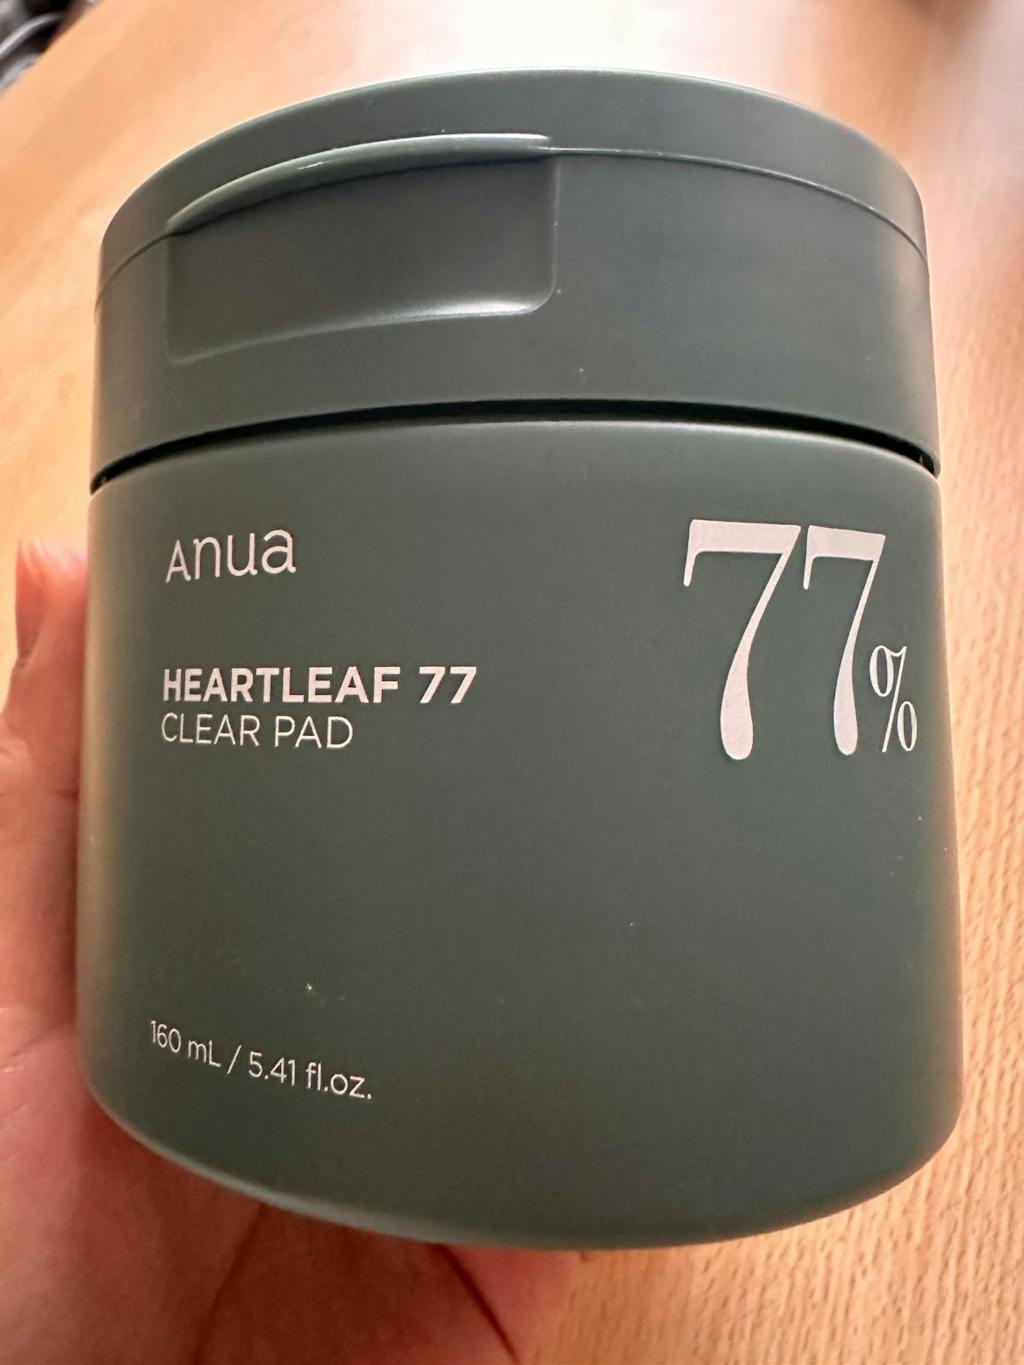 Anua
77%
HEARTLEAF 77
CLEAR PAD
160 mL / 5.41 fl.oz.